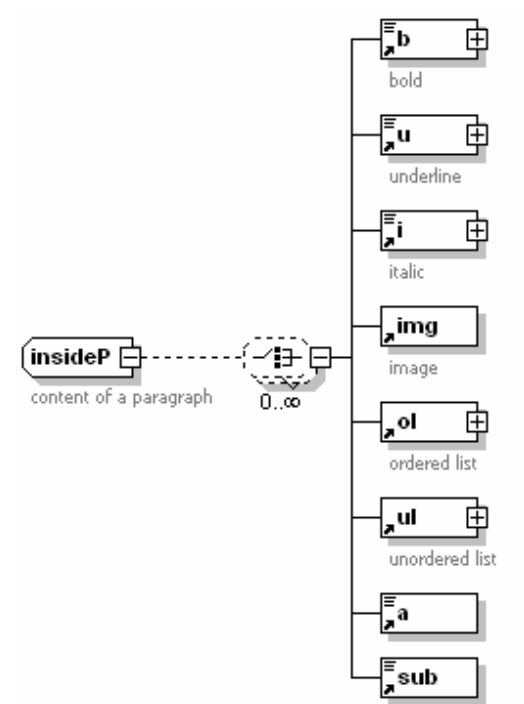 b
bold
u
underline
i
italic
img
insideP
image
content of a paragraph
0..∞
ol
ordered list
ul
unordered list
a
sub